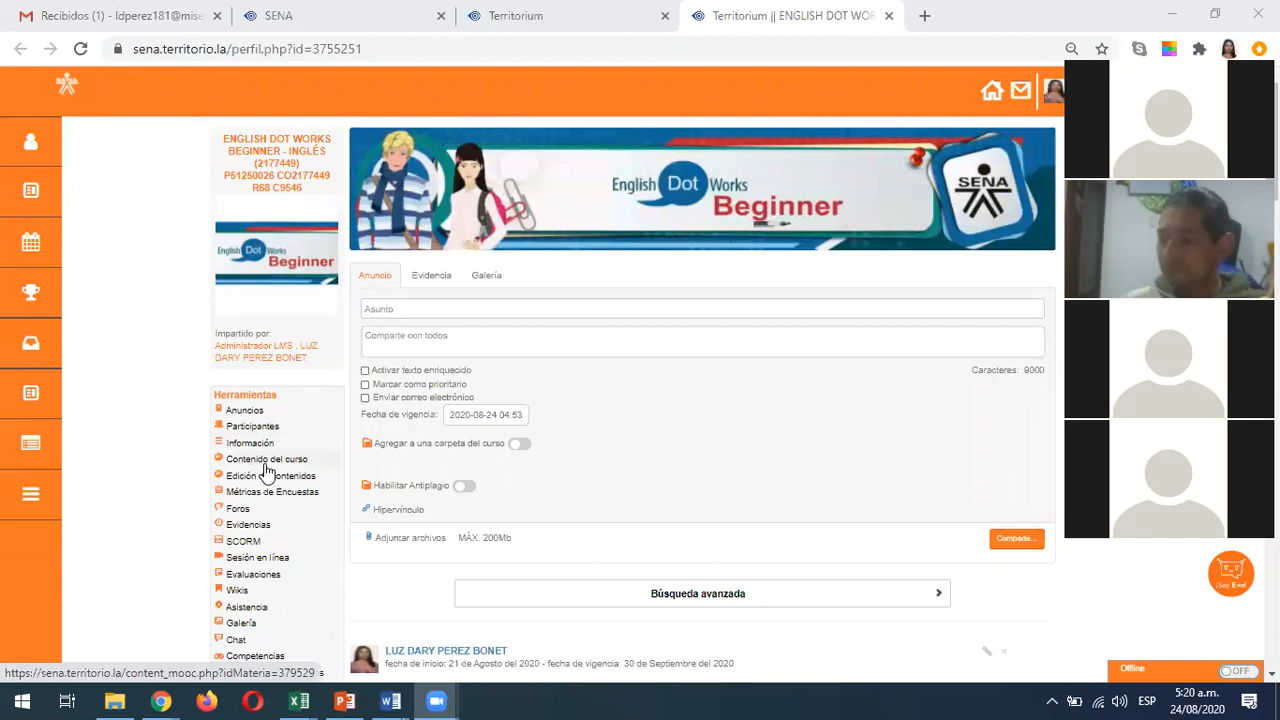 Recibidos (1) - ldperez181@mise
SENA
Territorium
Territorium || ENGLISH DOT WOR
sena.territorio.la/perfil.php?id=3755251
SENA
ENGLISH DOT WORKS
BEGINNER - INGLÉS
(2177449)
P51250026 CO2177449
R68 C9546
English Dot Works
Beginner
SENA
English Dot Works
Beginner
Impartido por:
Administrador LMS , LUZ
DARY PEREZ BONET
Anuncio
Evidencia
Galería
Asunto
Comparte con todos
Activar texto enriquecido
Caracteres: 9000
Marcar como prioritario
Enviar correo electrónico
Fecha de vigencia:
2020-08-24 04:53
Agregar a una carpeta del curso
Habilitar Antiplagio
Hipervínculo
Adjuntar archivos
MÁX. 200Mb
Comparte...
Herramientas
Anuncios
Participantes
Información
Contenido del curso
Edición contenidos
Métricas de Encuestas
Foros
Evidencias
SCORM
Sesión en línea
Evaluaciones
Wikis
Asistencia
Galería
Chat
Competencias
Búsqueda avanzada
LUZ DARY PEREZ BONET
fecha de inicio: 21 de Agosto del 2020 - fecha de vigencia 30 de Septiembre del 2020
¡Soy Eva!
Offline
OFF
https://sena.territorio.la/content_mooc.php?idMateria=379529
ESP
5:20 a.m.
24/08/2020